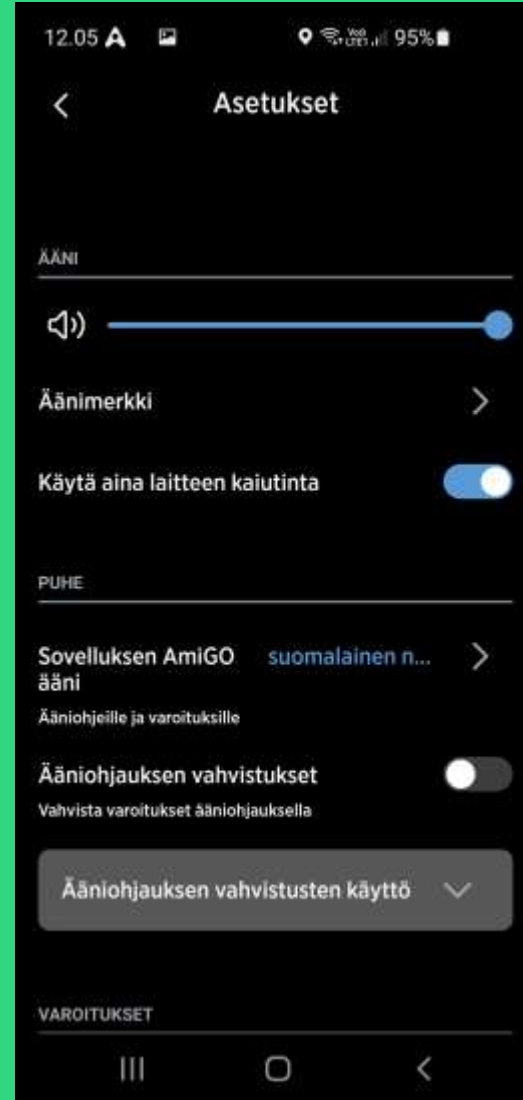 12.05 A 95%
Asetukset
ÄÄNI
Äänimerkki
Käytä aina laitteen kaiutinta
PUHE
Sovelluksen AmiGO suomalainen n...
ääni
Ääniohjeille ja varoituksille
Ääniohjauksen vahvistukset
Vahvista varoitukset ääniohjauksella
Ääniohjauksen vahvistusten käyttö
VAROITUKSET